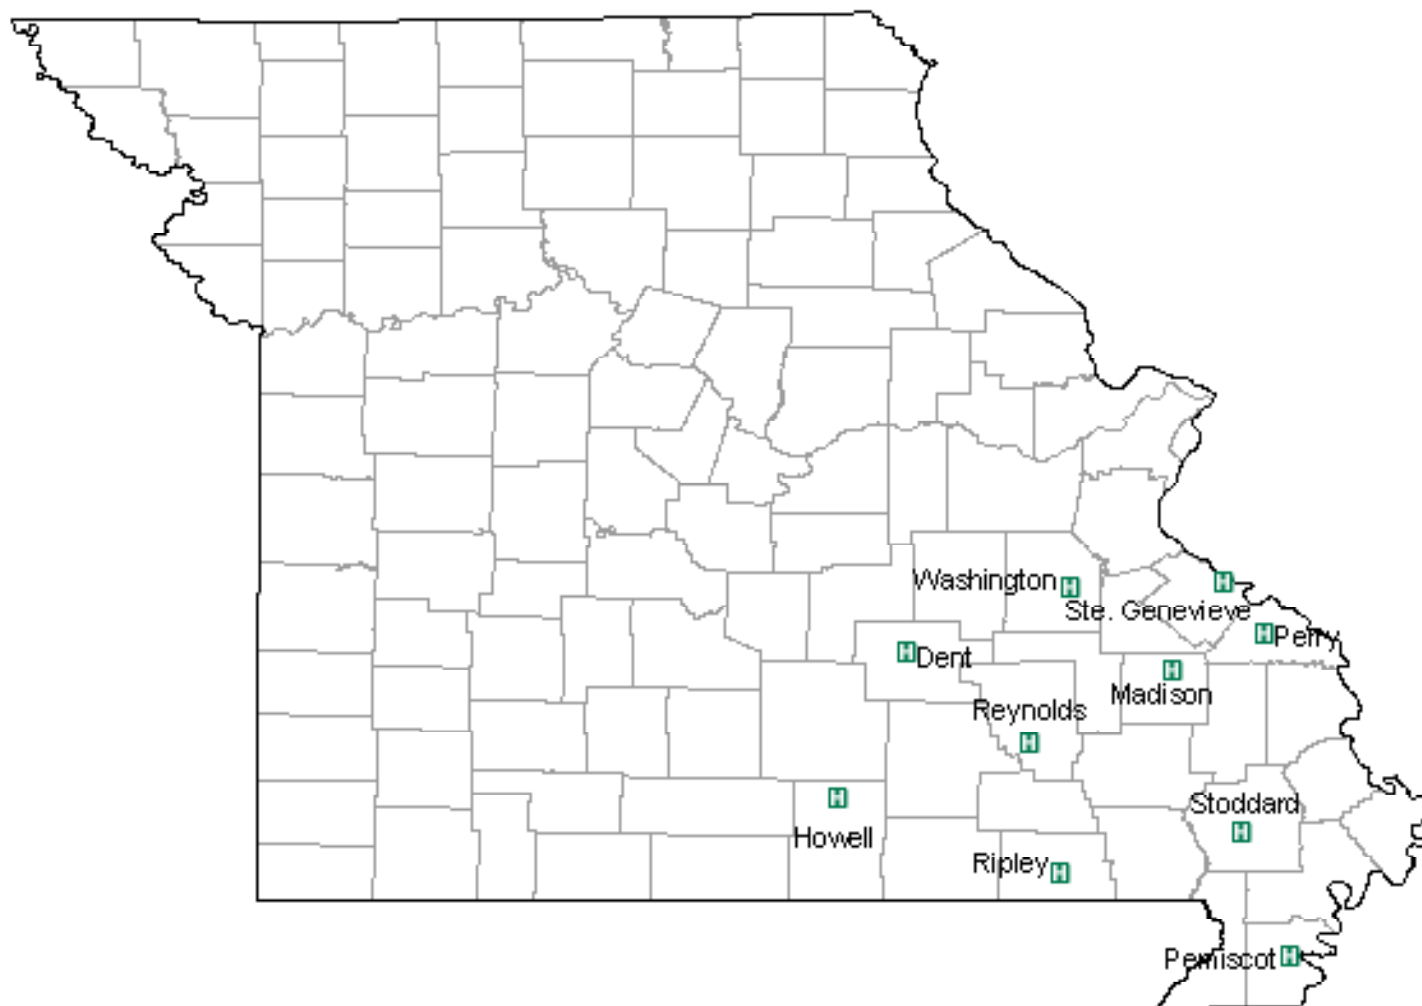 Washington H
H
Ste. Genevieve
H Perry
H Dent
H
Madison
Reynolds
H
H
Howell
Stoddard
H
Ripley H
Pemiscot H